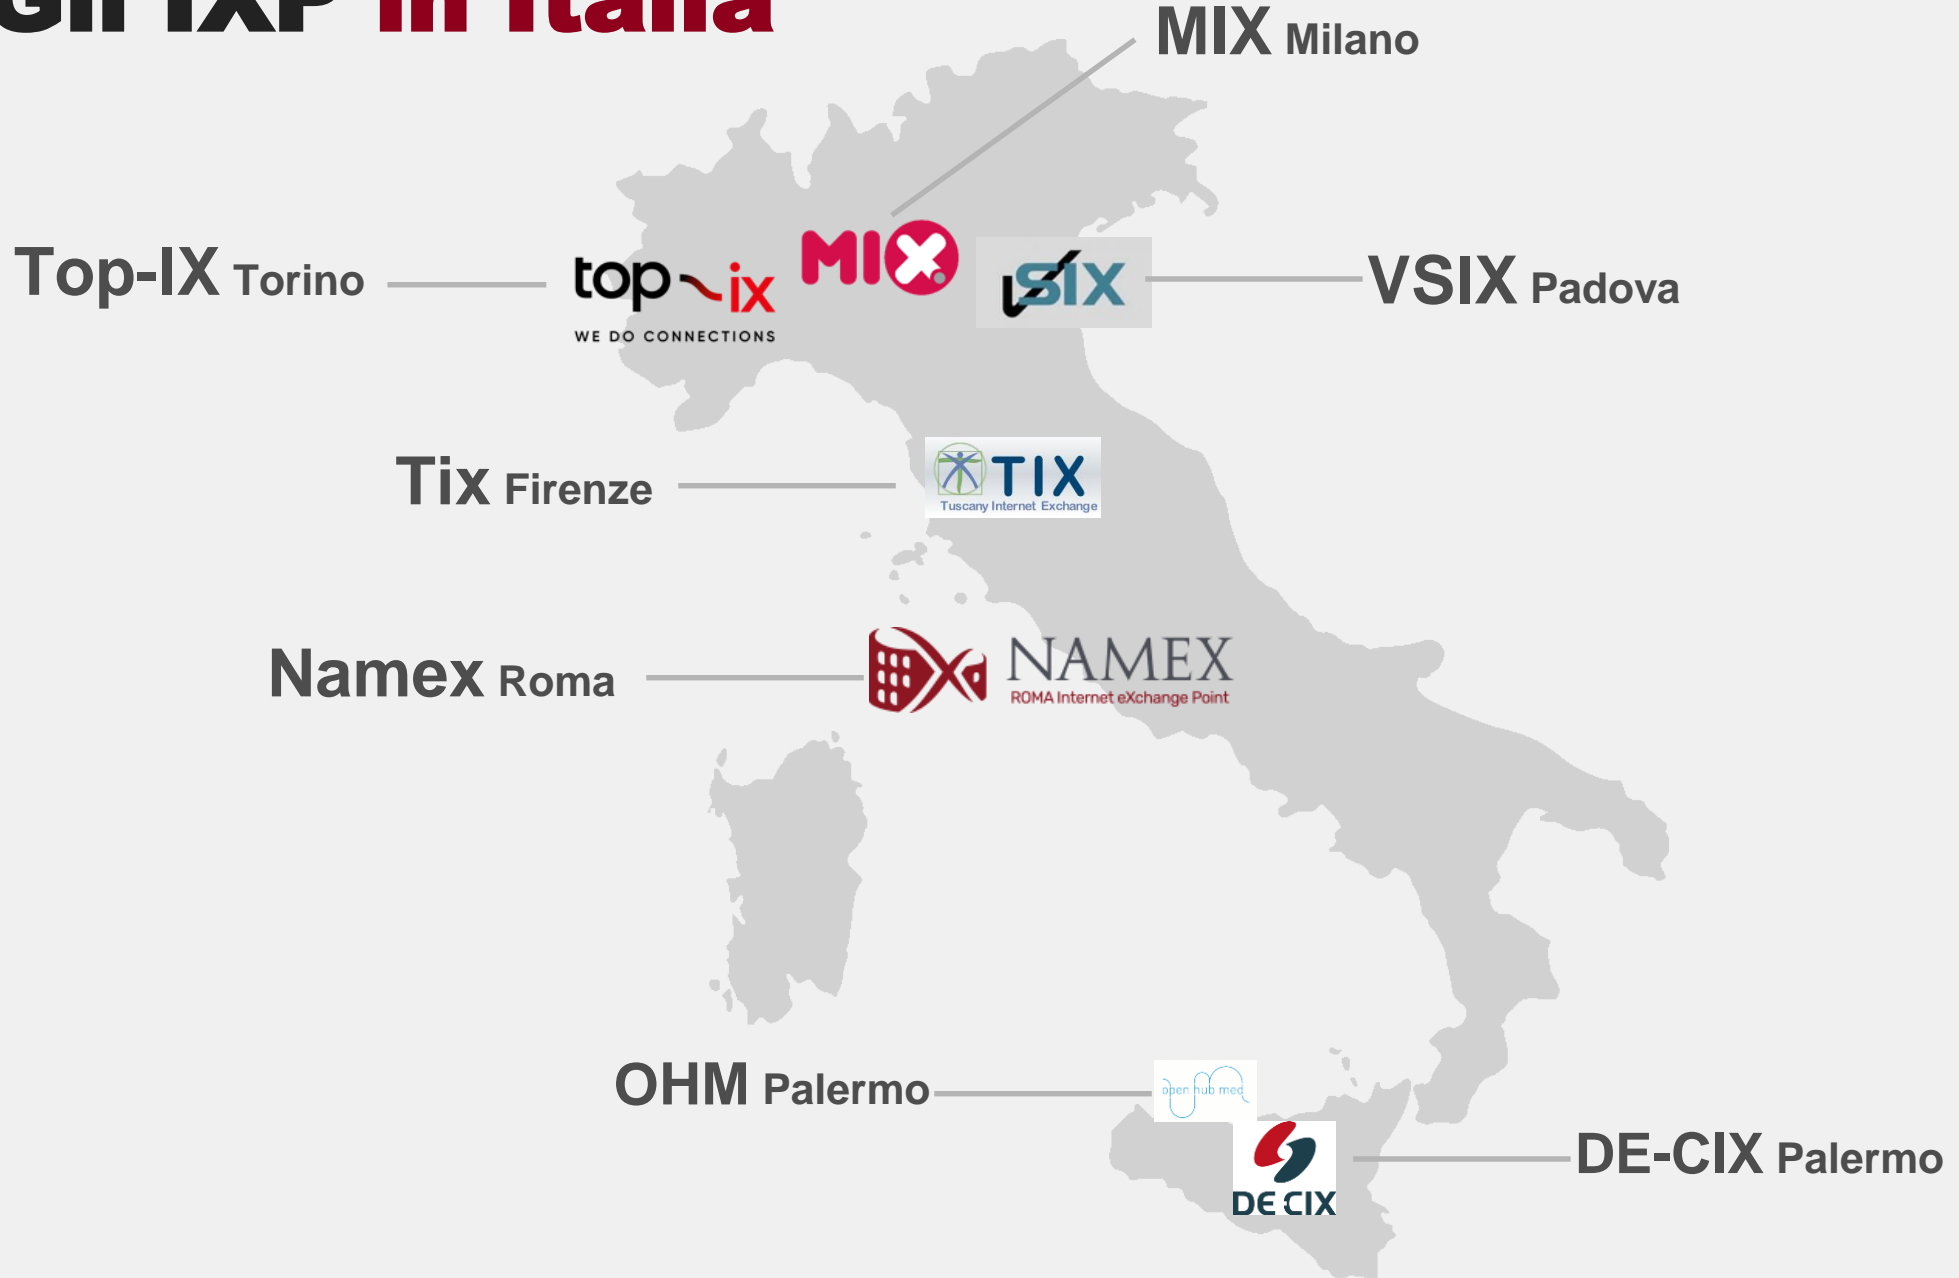 Gli IXP in Italia
MIX Milano
Top-IX Torino
top ix
WE DO CONNECTIONS
MIX
VSIX
VSIX Padova
Tix Firenze
TIX
Tuscany Internet Exchange
Namex Roma
NAMEX
ROMA Internet eXchange Point
OHM Palermo
open hub med
DE-CIX Palermo
DE CIX